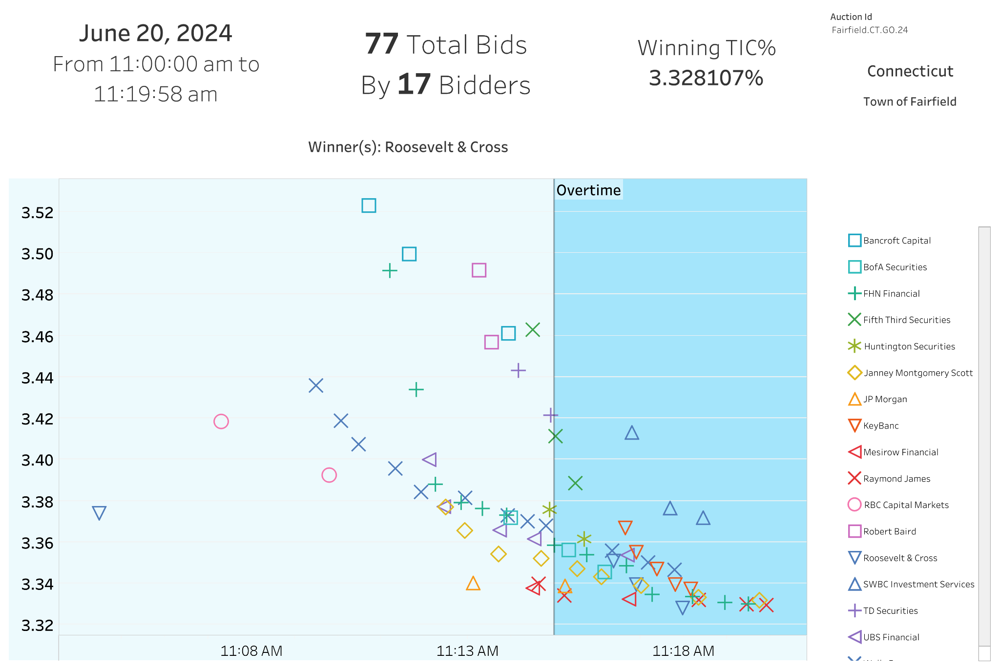 June 20, 2024
From 11:00:00 am to
11:19:58 am
77 Total Bids
By 17 Bidders
Winning TIC%
3.328107%
Auction Id
Fairfield.CT.GO.24
Connecticut
Town of Fairfield
Winner(s): Roosevelt & Cross
Overtime
3.52
3.50
3.48
3.46
3.44
3.42
3.40
3.38
3.36
3.34
3.32
11:08 AM
11:13 AM
11:18 AM
Bancroft Capital
BofA Securities
FHN Financial
Fifth Third Securities
Huntington Securities
Janney Montgomery Scott
JP Morgan
KeyBanc
Mesirow Financial
Raymond James
RBC Capital Markets
Robert Baird
Roosevelt & Cross
SWBC Investment Services
TD Securities
UBS Financial